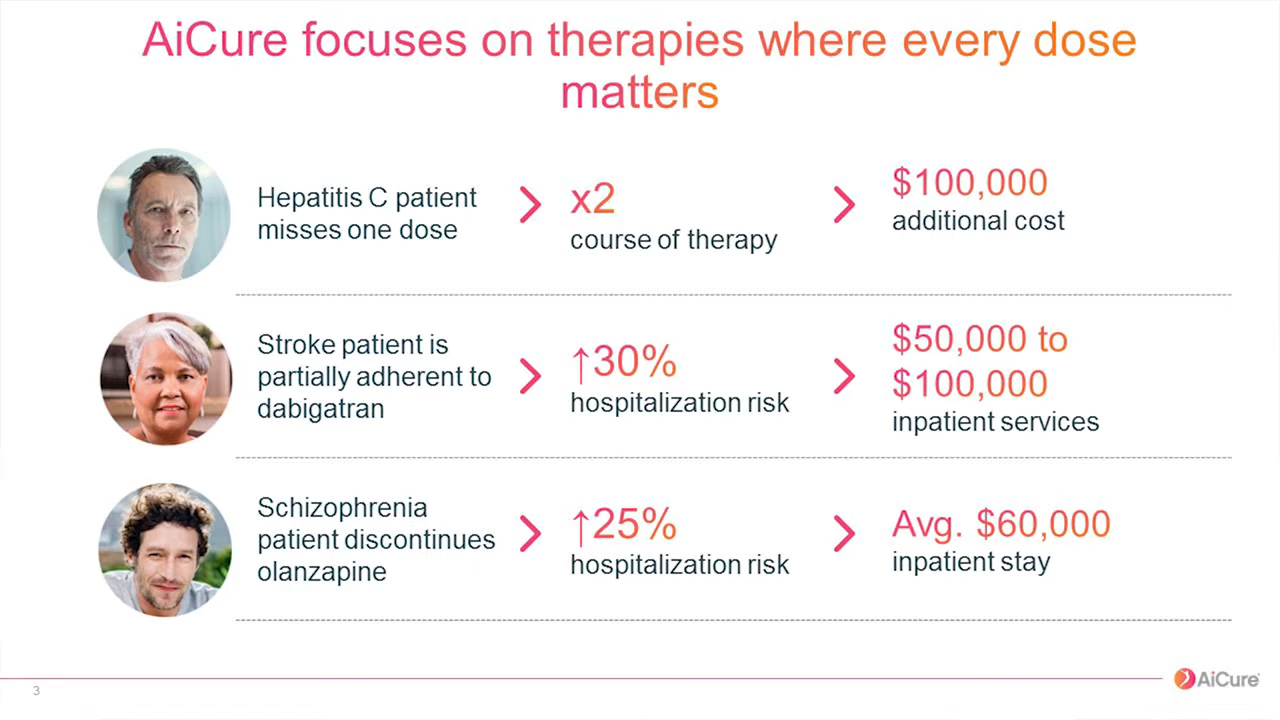 AiCure focuses on therapies where every dose
matters
Hepatitis C patient
misses one dose
x2
course of therapy
$100,000
additional cost
Stroke patient is
partially adherent to
dabigatran
↑30%
hospitalization risk
$50,000 to
$100,000
inpatient services
Schizophrenia
patient discontinues
olanzapine
↑25%
hospitalization risk
Avg. $60,000
inpatient stay
3
AiCure